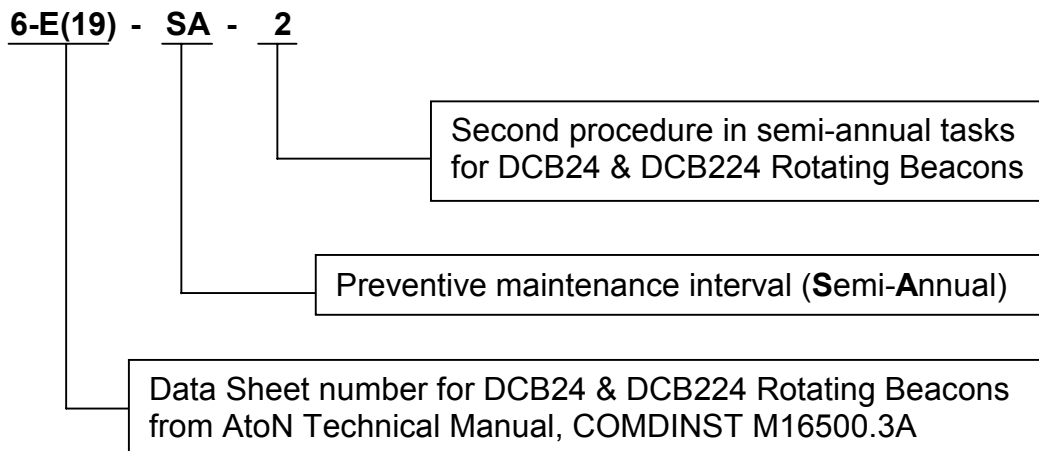 6-E(19) - SA - 2
Second procedure in semi-annual tasks
for DCB24 & DCB224 Rotating Beacons
Preventive maintenance interval (Semi-Annual)
Data Sheet number for DCB24 & DCB224 Rotating Beacons
from AtoN Technical Manual, COMDINST M16500.3A